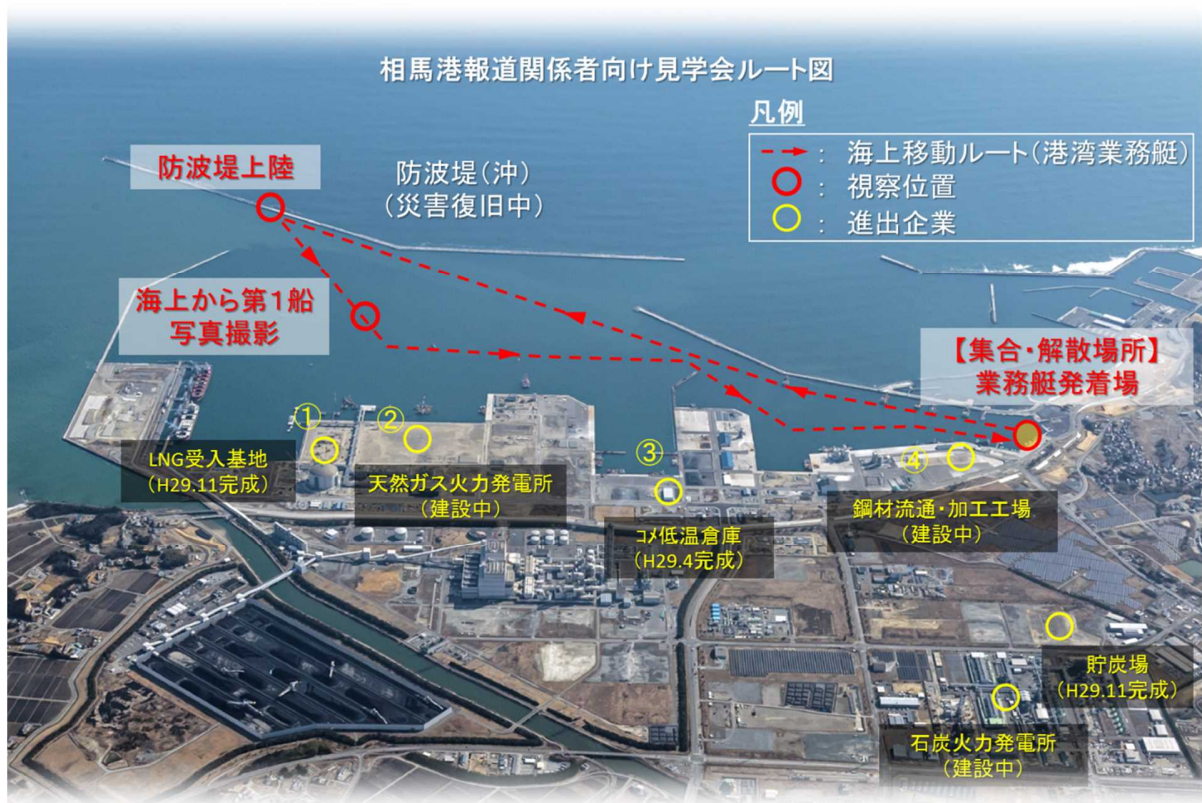 相馬港報道関係者向け見学会ルート図
凡例
：海上移動ルート（港湾業務艇）
：視察位置
：進出企業
防波堤上陸
防波堤（沖）
（災害復旧中）
海上から第１船
写真撮影
【集合・解散場所】
業務艇発着場
①
LNG受入基地
（H29.11完成）
②
天然ガス火力発電所
（建設中）
③
コメ低温倉庫
（H29.4完成）
④
鋼材流通・加工工場
（建設中）
貯炭場
（H29.11完成）
石炭火力発電所
（建設中）